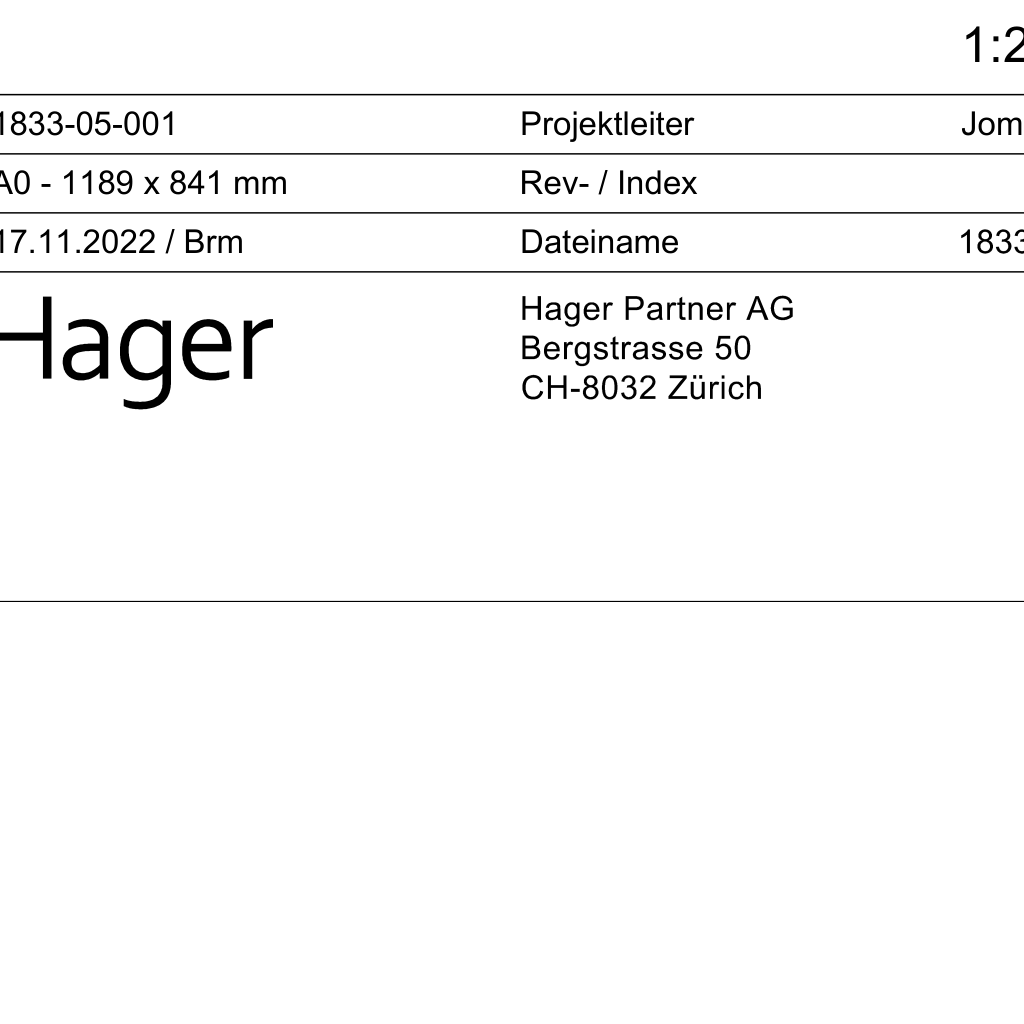 1:2
1833-05-001 Projektleiter Jom
A0 - 1189 x 841 mm Rev- / Index
17.11.2022 / Brm Dateiname 1833
Hager
Hager Partner AG
Bergstrasse 50
CH-8032 Zürich